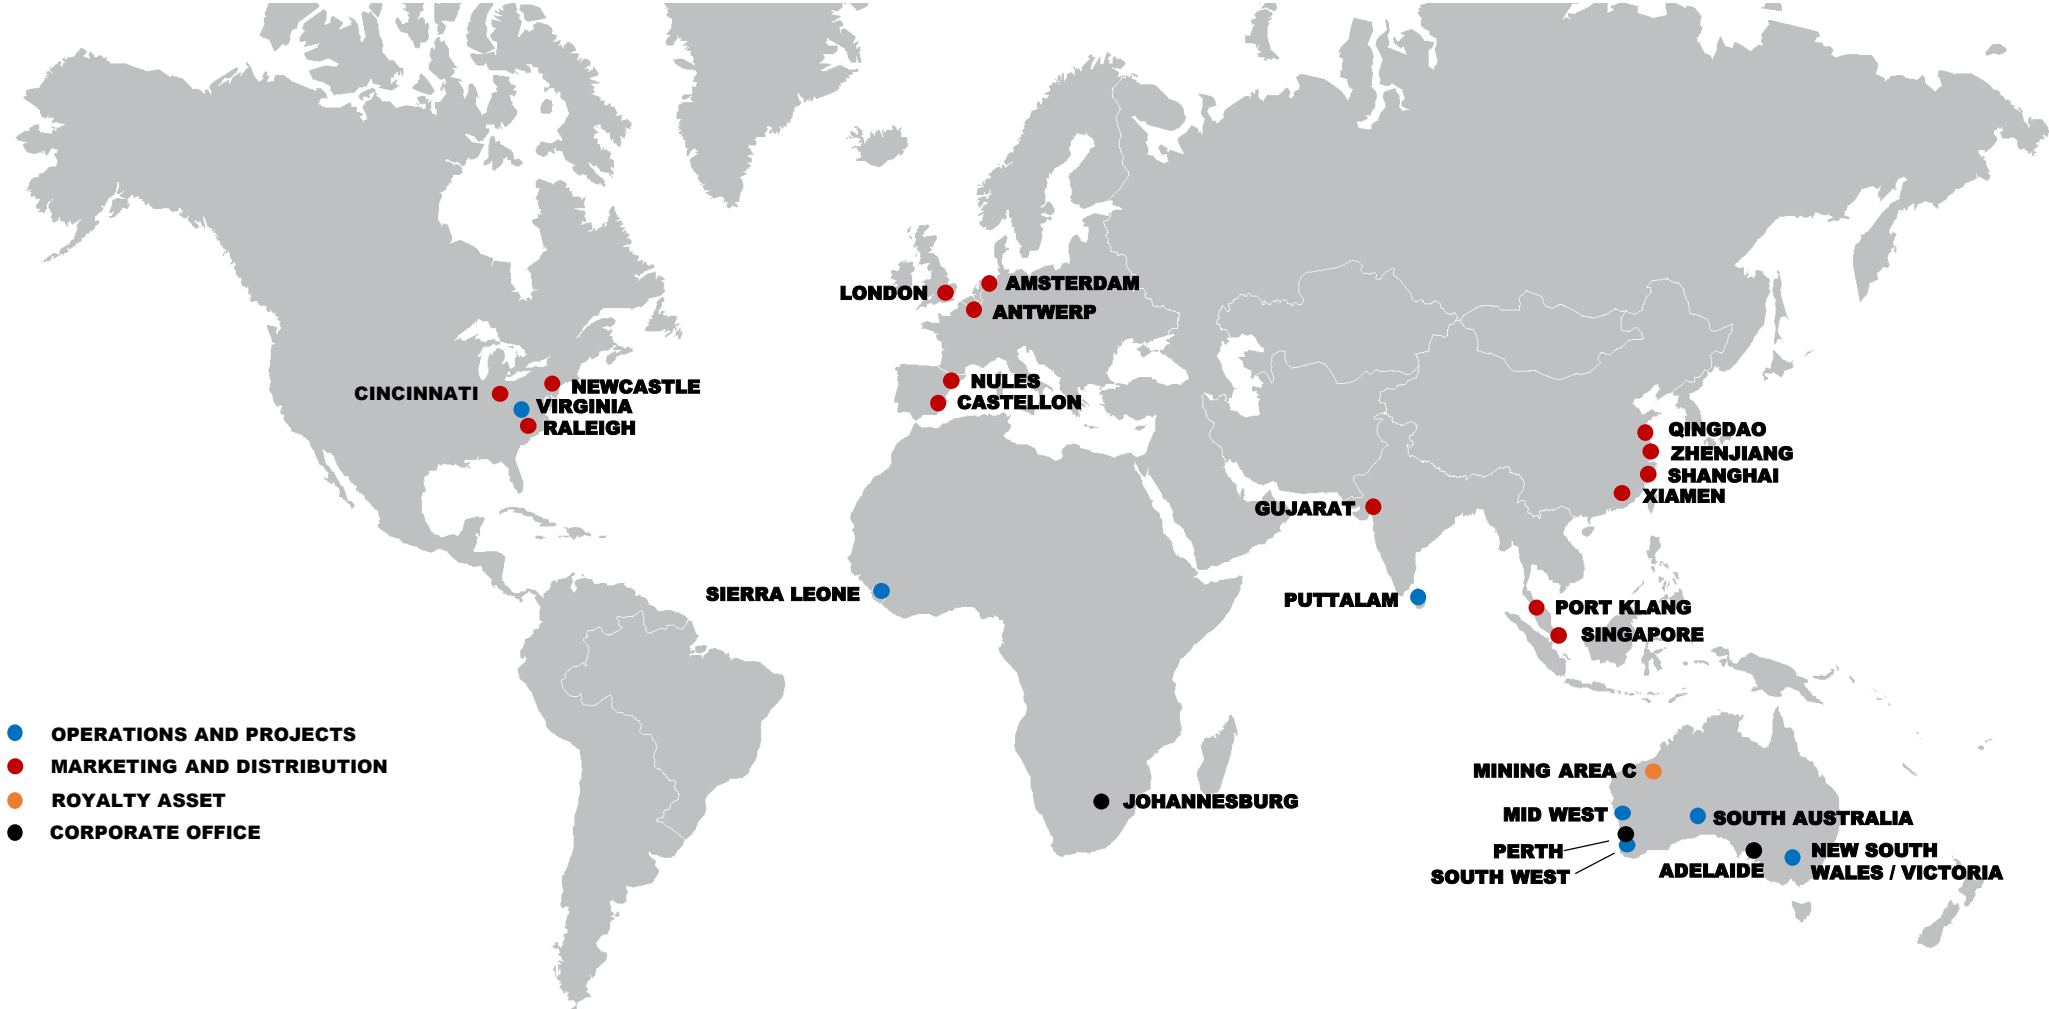 LONDON
AMSTERDAM
ANTWERP
CINCINNATI
NEWCASTLE
VIRGINIA
RALEIGH
NULES
CASTELLON
QINGDAO
ZHENJIANG
SHANGHAI
XIAMEN
GUJARAT
SIERRA LEONE
PUTTALAM
PORT KLANG
SINGAPORE
OPERATIONS AND PROJECTS
MARKETING AND DISTRIBUTION
ROYALTY ASSET
CORPORATE OFFICE
JOHANNESBURG
MINING AREA C
MID WEST
SOUTH AUSTRALIA
PERTH
SOUTH WEST
ADELAIDE
NEW SOUTH
WALES / VICTORIA